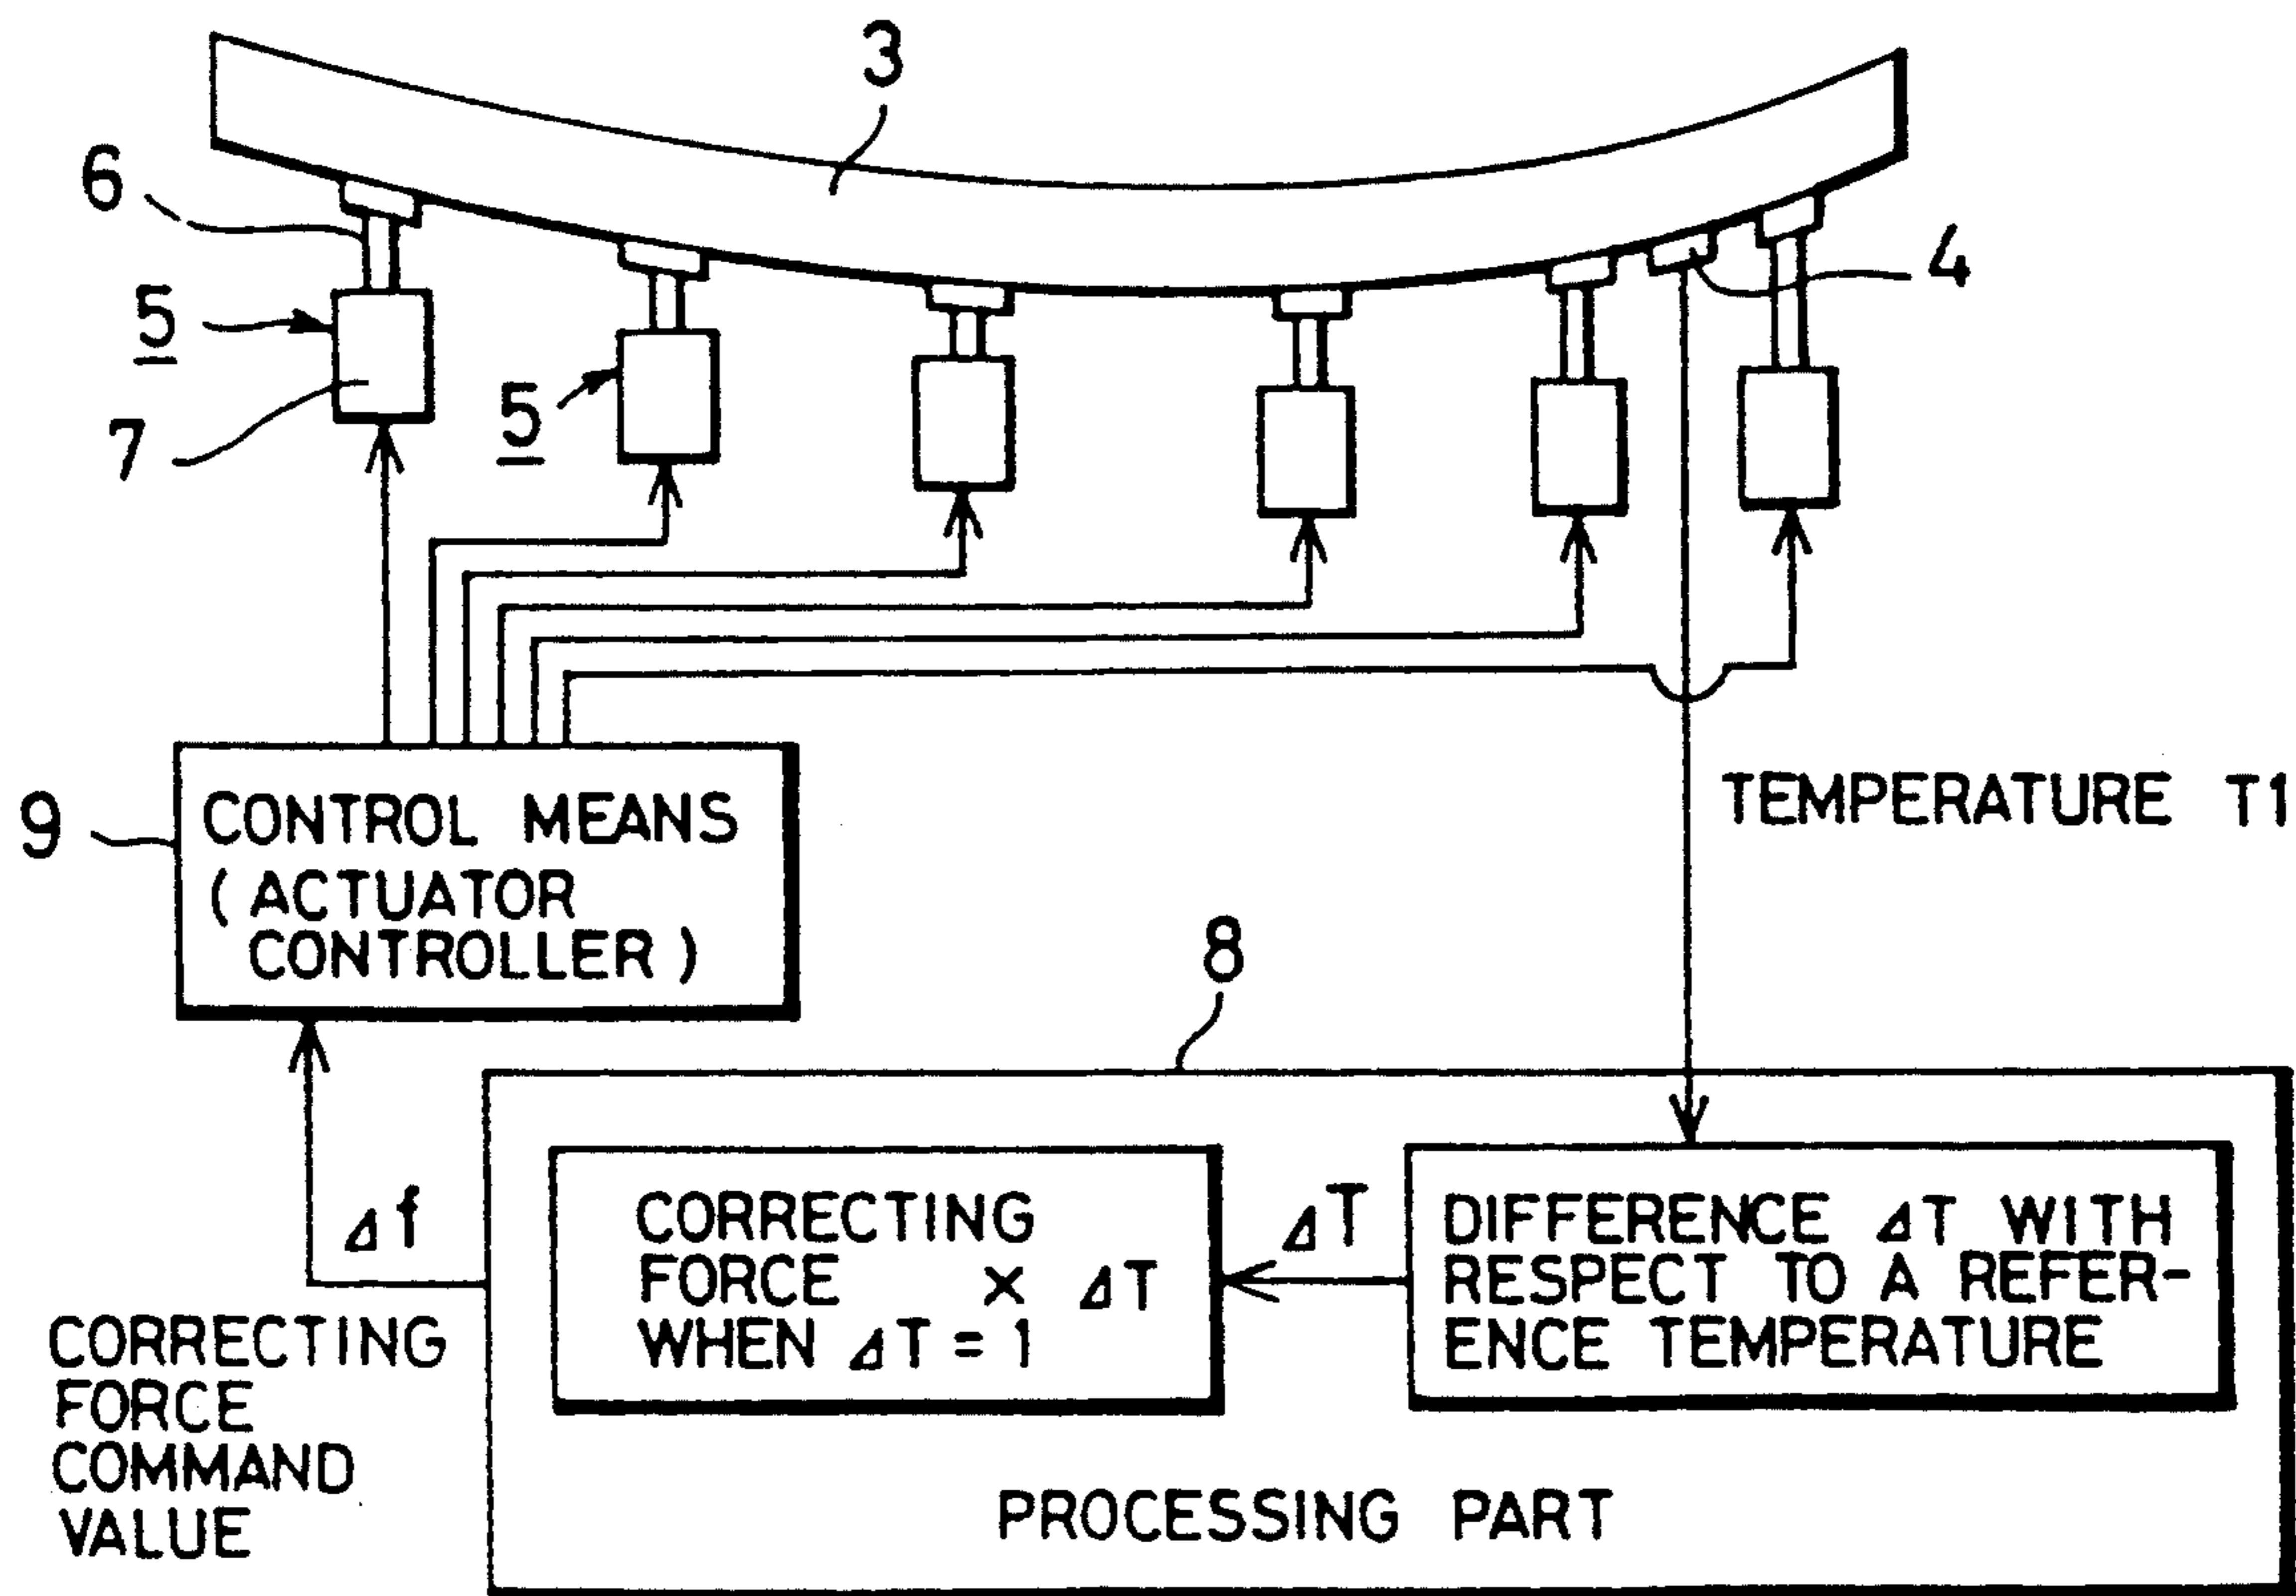 3
6
4
5
5
7
TEMPERATURE T1
9
CONTROL MEANS
(ACTUATOR
CONTROLLER)
8
Δf
CORRECTING
FORCE
COMMAND
VALUE
CORRECTING
FORCE × ΔT
WHEN ΔT=1
ΔT
DIFFERENCE ΔT WITH
RESPECT TO A REFER-
ENCE TEMPERATURE
PROCESSING PART